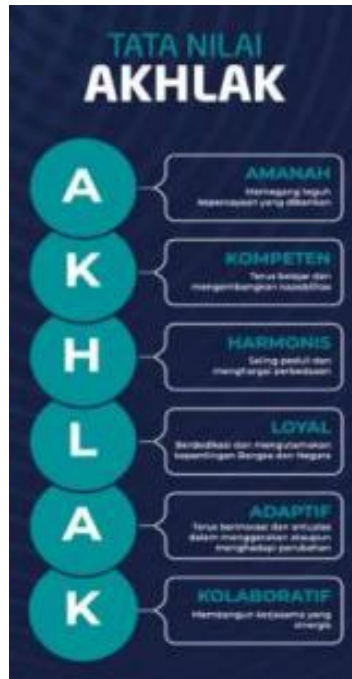 TATA NILAI
AKHLAK
A
AMANAH
Memegang teguh
kepercayaan yang diberikan
K
KOMPETEN
Terus belajar dan
mengembangkan kapabilitas
H
HARMONIS
Saling peduli dan
menghargai perbedaan
L
LOYAL
Berdedikasi dan mengutamakan
kepentingan Bangsa dan Negara
A
ADAPTIF
Terus berinovasi dan antusias
dalam menggerakkan ataupun
menghadapi perubahan
K
KOLABORATIF
Membangun kerjasama yang
sinergis